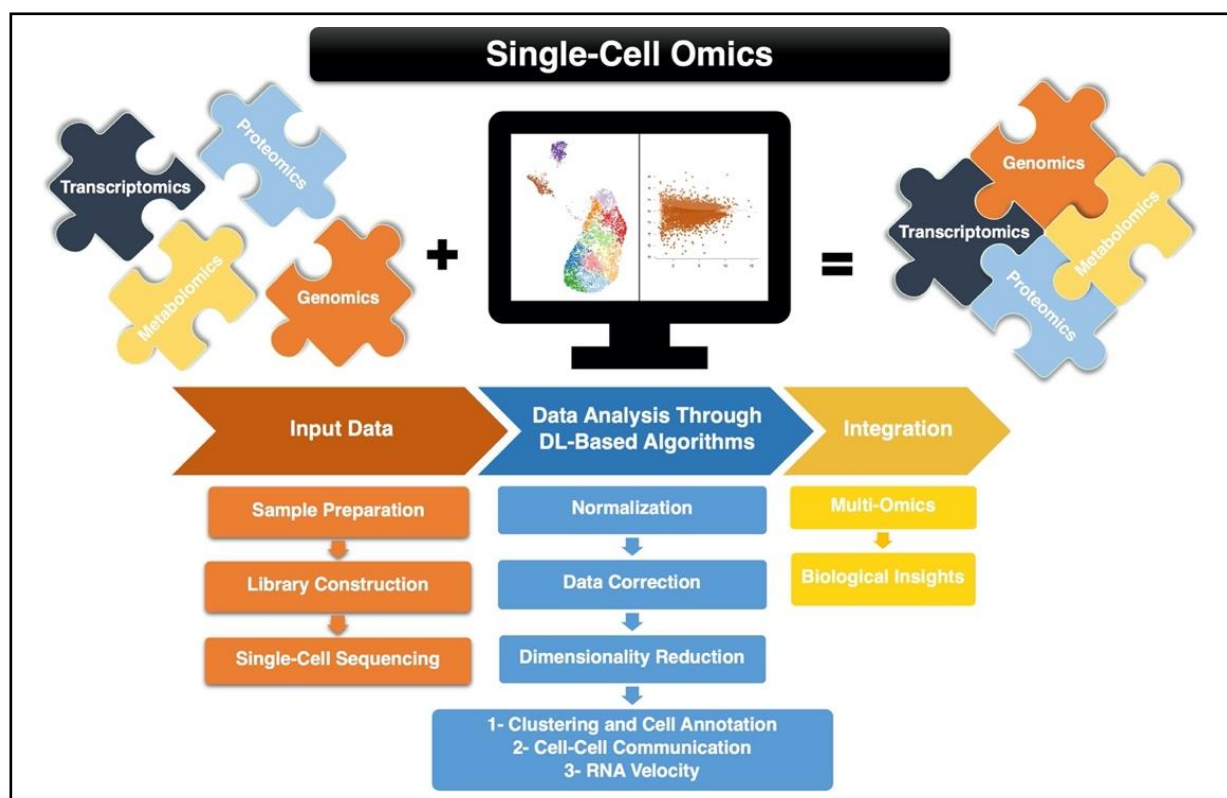 Single-Cell Omics
Transcriptomics
Proteomics
Metabolomics
Genomics
+
=
Genomics
Transcriptomics
Metabolomics
Proteomics
Input Data
Data Analysis Through
DL-Based Algorithms
Integration
Sample Preparation
Library Construction
Single-Cell Sequencing
Normalization
Data Correction
Dimensionality Reduction
1- Clustering and Cell Annotation
2- Cell-Cell Communication
3- RNA Velocity
Multi-Omics
Biological Insights